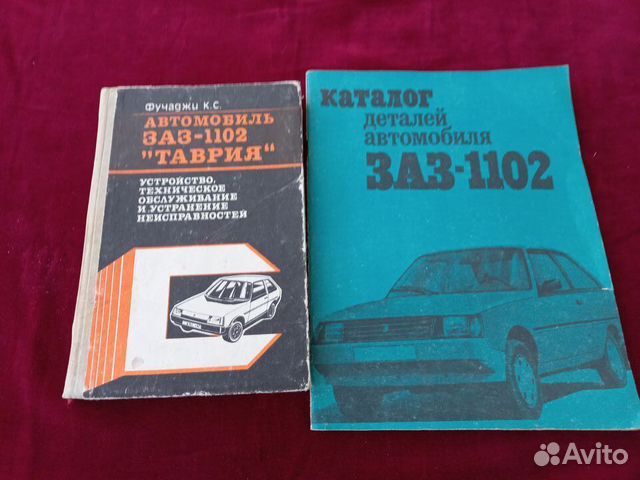 Фучаджи К.С.
АВТОМОБИЛЬ
ЗАЗ-1102
"ТАВРИЯ"
УСТРОЙСТВО,
ТЕХНИЧЕСКОЕ
ОБСЛУЖИВАНИЕ
И УСТРАНЕНИЕ
НЕИСПРАВНОСТЕЙ
каталог
деталей
автомобиля
ЗАЗ-1102
Avito